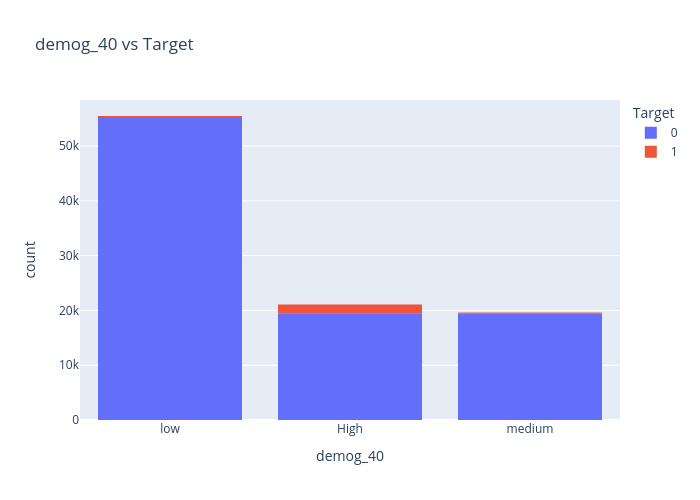 demog_40 vs Target
Target
0
1
50k
40k
30k
20k
10k
0
count
low
High
medium
demog_40